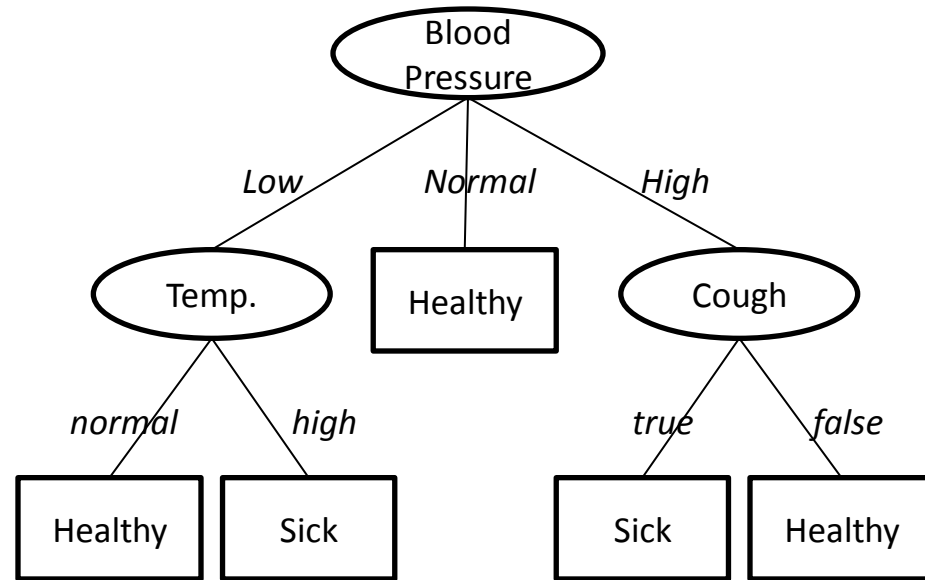 Blood
Pressure
Low
Normal
High
Temp.
Healthy
Cough
normal
high
true
false
Healthy
Sick
Sick
Healthy